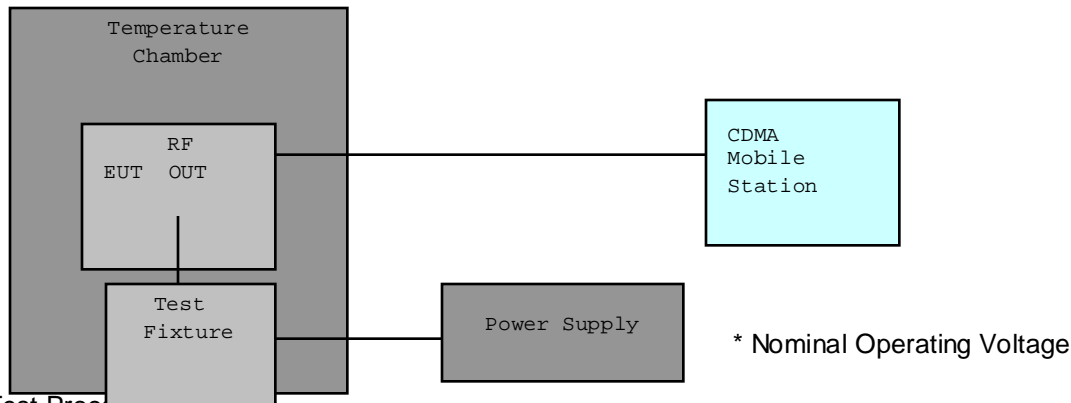 Temperature
Chamber
RF
EUT OUT
CDMA
Mobile
Station
Test
Fixture
Power Supply
* Nominal Operating Voltage